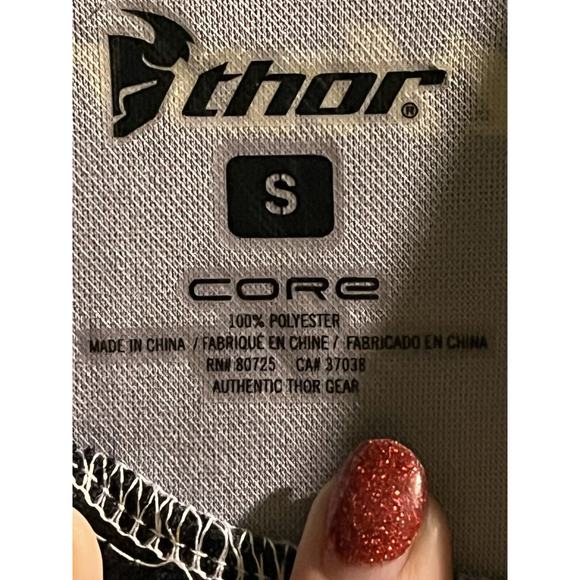 thor®
S
CORE
100% POLYESTER
MADE IN CHINA / FABRIQUÉ EN CHINE / FABRICADO EN CHINA
RN# 80725 CA# 37038
AUTHENTIC THOR GEAR